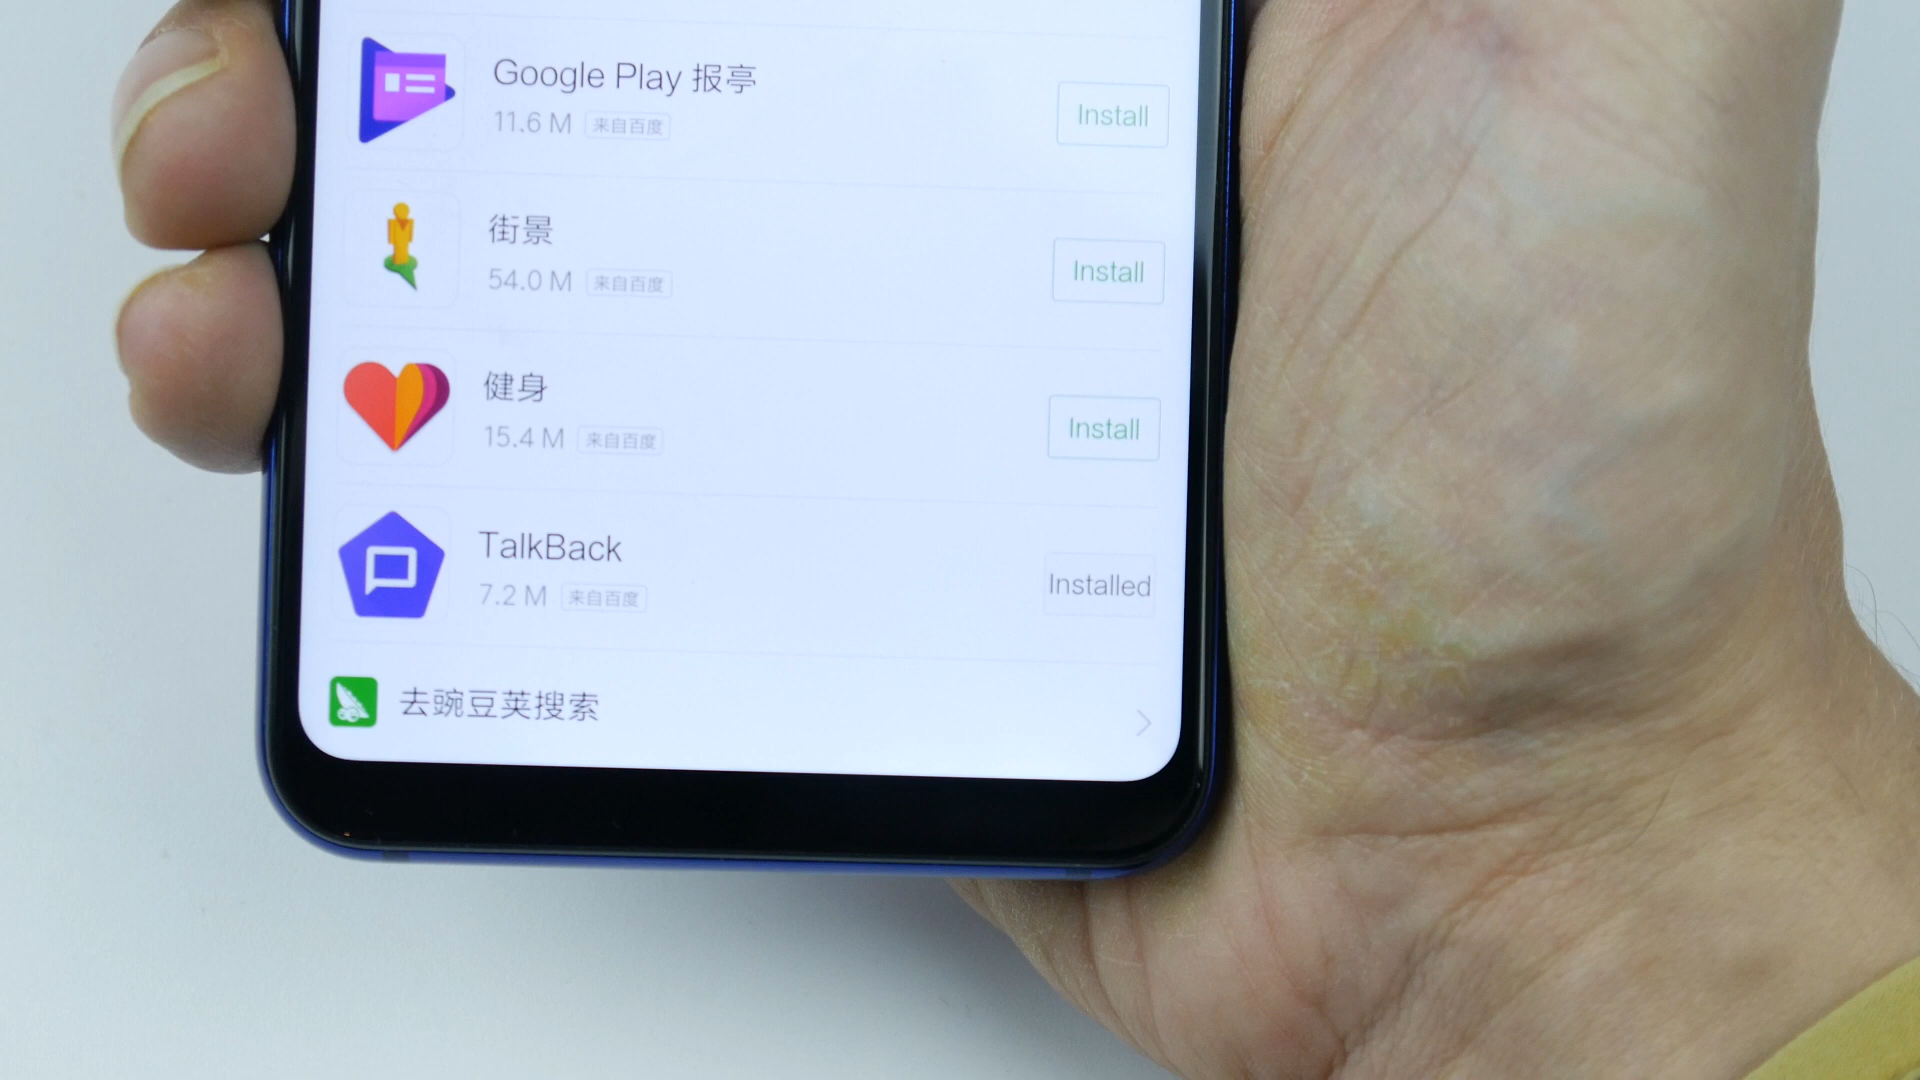 Google Play 报亭
11.6 M 来自百度
Install
街景
54.0 M 来自百度
Install
健身
15.4 M 来自百度
Install
TalkBack
7.2 M 来自百度
Installed
去豌豆荚搜索